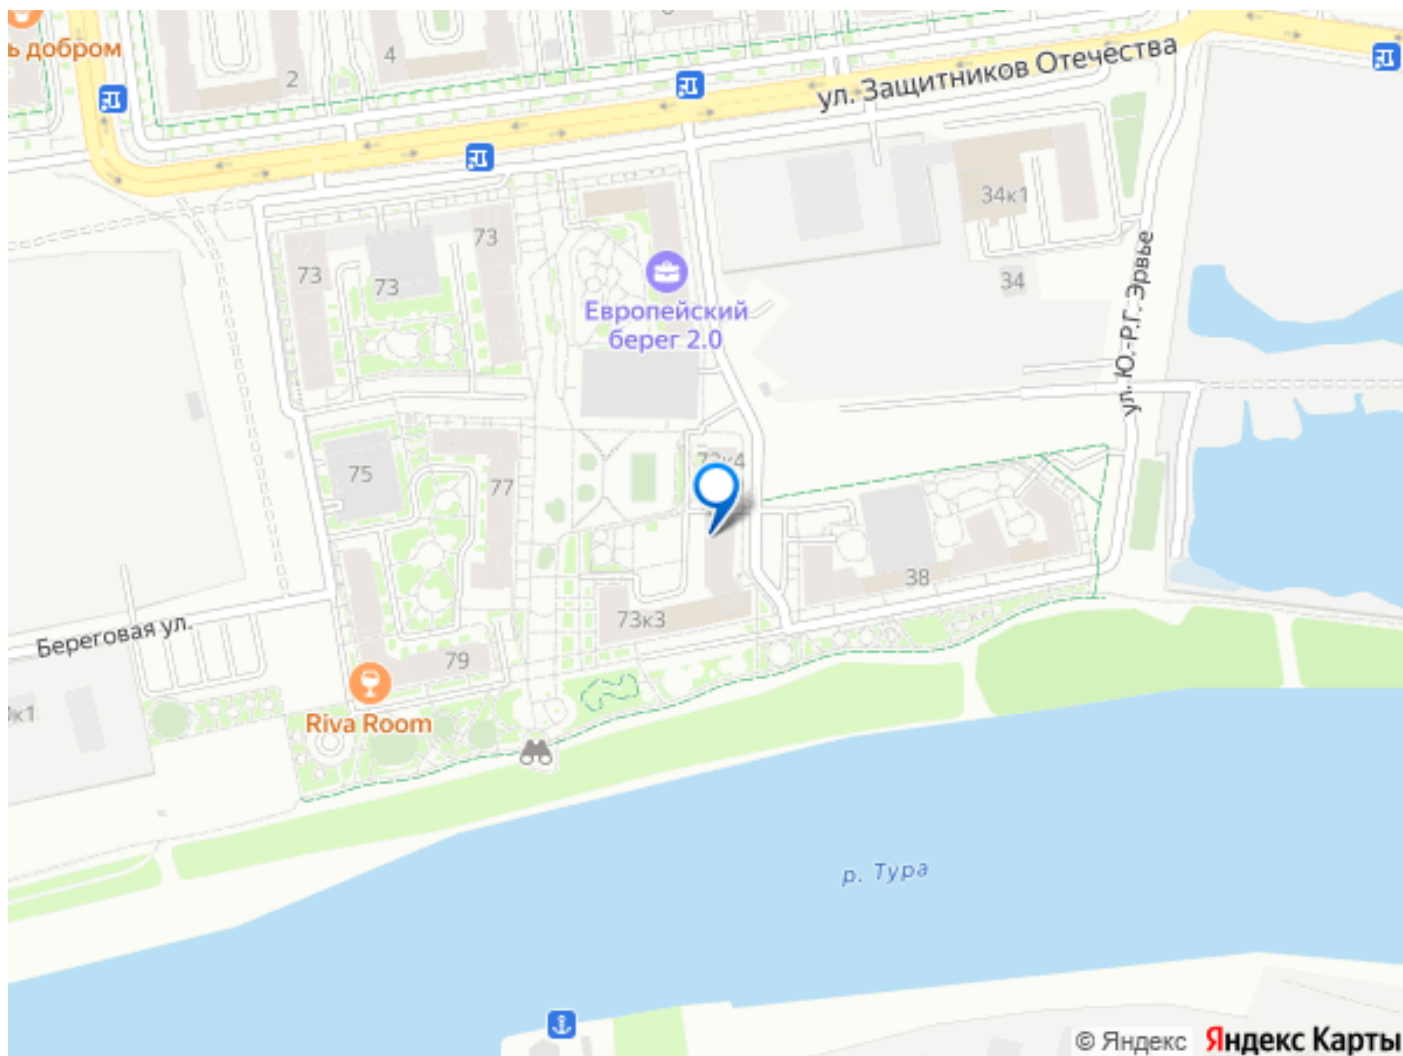 ь добром
4
2
ул. Защитников Отечества
34к1
73
73
73
34
Европейский
берег 2.0
ул. Ю.-Р.Г. Эрвье
75
77
38
73к3
Береговая ул.
79
к1
Riva Room
р. Тура
© Яндекс
Яндекс Карты